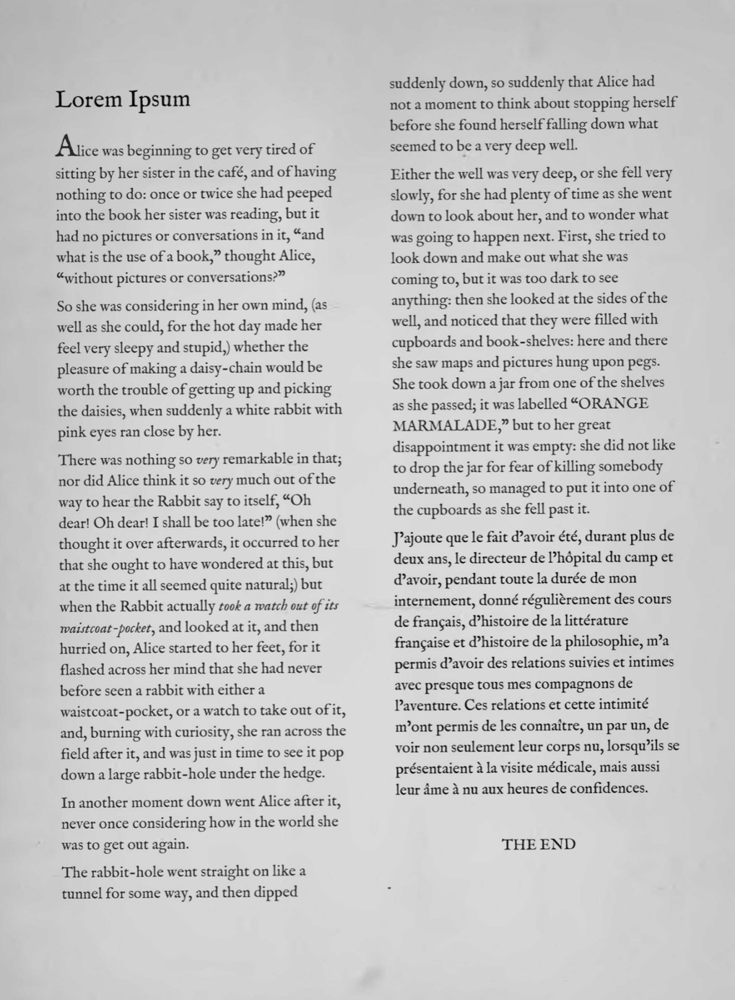 Lorem Ipsum
Alice was beginning to get very tired of
sitting by her sister in the café, and of having
nothing to do: once or twice she had peeped
into the book her sister was reading, but it
had no pictures or conversations in it, “and
what is the use of a book,” thought Alice,
“without pictures or conversations?”
So she was considering in her own mind, (as
well as she could, for the hot day made her
feel very sleepy and stupid,) whether the
pleasure of making a daisy-chain would be
worth the trouble of getting up and picking
the daisies, when suddenly a white rabbit with
pink eyes ran close by her.
There was nothing so very remarkable in that;
nor did Alice think it so very much out of the
way to hear the Rabbit say to itself, “Oh
dear! Oh dear! I shall be too late!” (when she
thought it over afterwards, it occurred to her
that she ought to have wondered at this, but
at the time it all seemed quite natural;) but
when the Rabbit actually took a watch out of its
waistcoat-pocket, and looked at it, and then
hurried on, Alice started to her feet, for it
flashed across her mind that she had never
before seen a rabbit with either a
waistcoat-pocket, or a watch to take out of it,
and, burning with curiosity, she ran across the
field after it, and was just in time to see it pop
down a large rabbit-hole under the hedge.
In another moment down went Alice after it,
never once considering how in the world she
was to get out again.
The rabbit-hole went straight on like a
tunnel for some way, and then dipped
suddenly down, so suddenly that Alice had
not a moment to think about stopping herself
before she found herself falling down what
seemed to be a very deep well.
Either the well was very deep, or she fell very
slowly, for she had plenty of time as she went
down to look about her, and to wonder what
was going to happen next. First, she tried to
look down and make out what she was
coming to, but it was too dark to see
anything: then she looked at the sides of the
well, and noticed that they were filled with
cupboards and book-shelves: here and there
she saw maps and pictures hung upon pegs.
She took down a jar from one of the shelves
as she passed; it was labelled “ORANGE
MARMALADE,” but to her great
disappointment it was empty: she did not like
to drop the jar for fear of killing somebody
underneath, so managed to put it into one of
the cupboards as she fell past it.
J’ajoute que le fait d’avoir été, durant plus de
deux ans, le directeur de l’hôpital du camp et
d’avoir, pendant toute la durée de mon
internement, donné régulièrement des cours
de français, d’histoire de la littérature
française et d’histoire de la philosophie, m’a
permis d’avoir des relations suivies et intimes
avec presque tous mes compagnons de
l’aventure. Ces relations et cette intimité
m’ont permis de les connaître, un par un, de
voir non seulement leur corps nu, lorsqu’ils se
présentaient à la visite médicale, mais aussi
leur âme à nu aux heures de confidences.
THE END